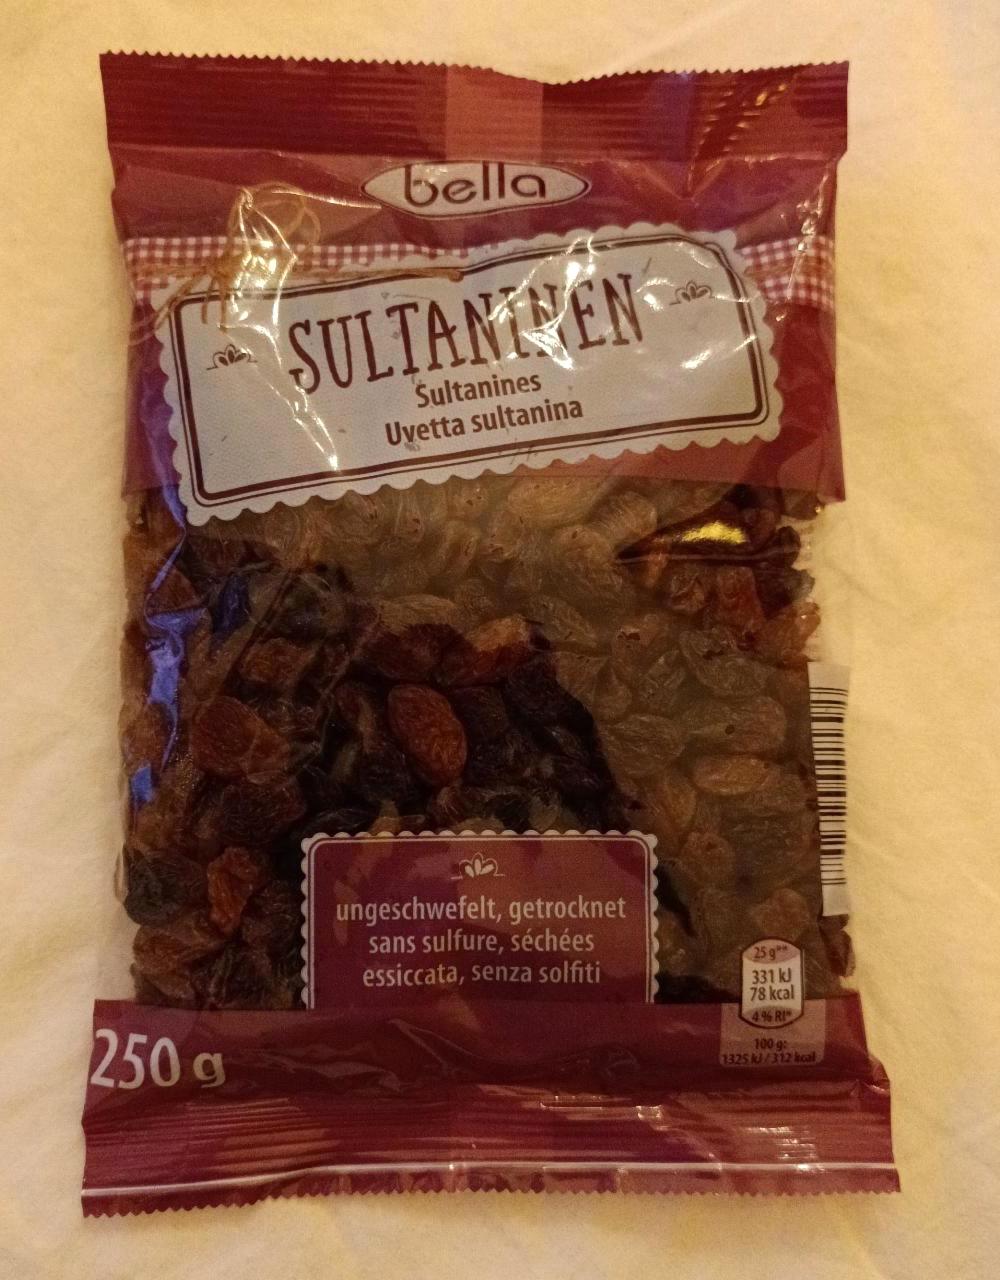 bella
SULTANINEN
Sultanines
Uvetta sultanina
ungeschwefelt, getrocknet
sans sulfure, séchées
essiccata, senza solfiti
25 g**
331 kJ
78 kcal
4 % RI*
100 g:
1325 kJ / 312 kcal
250 g